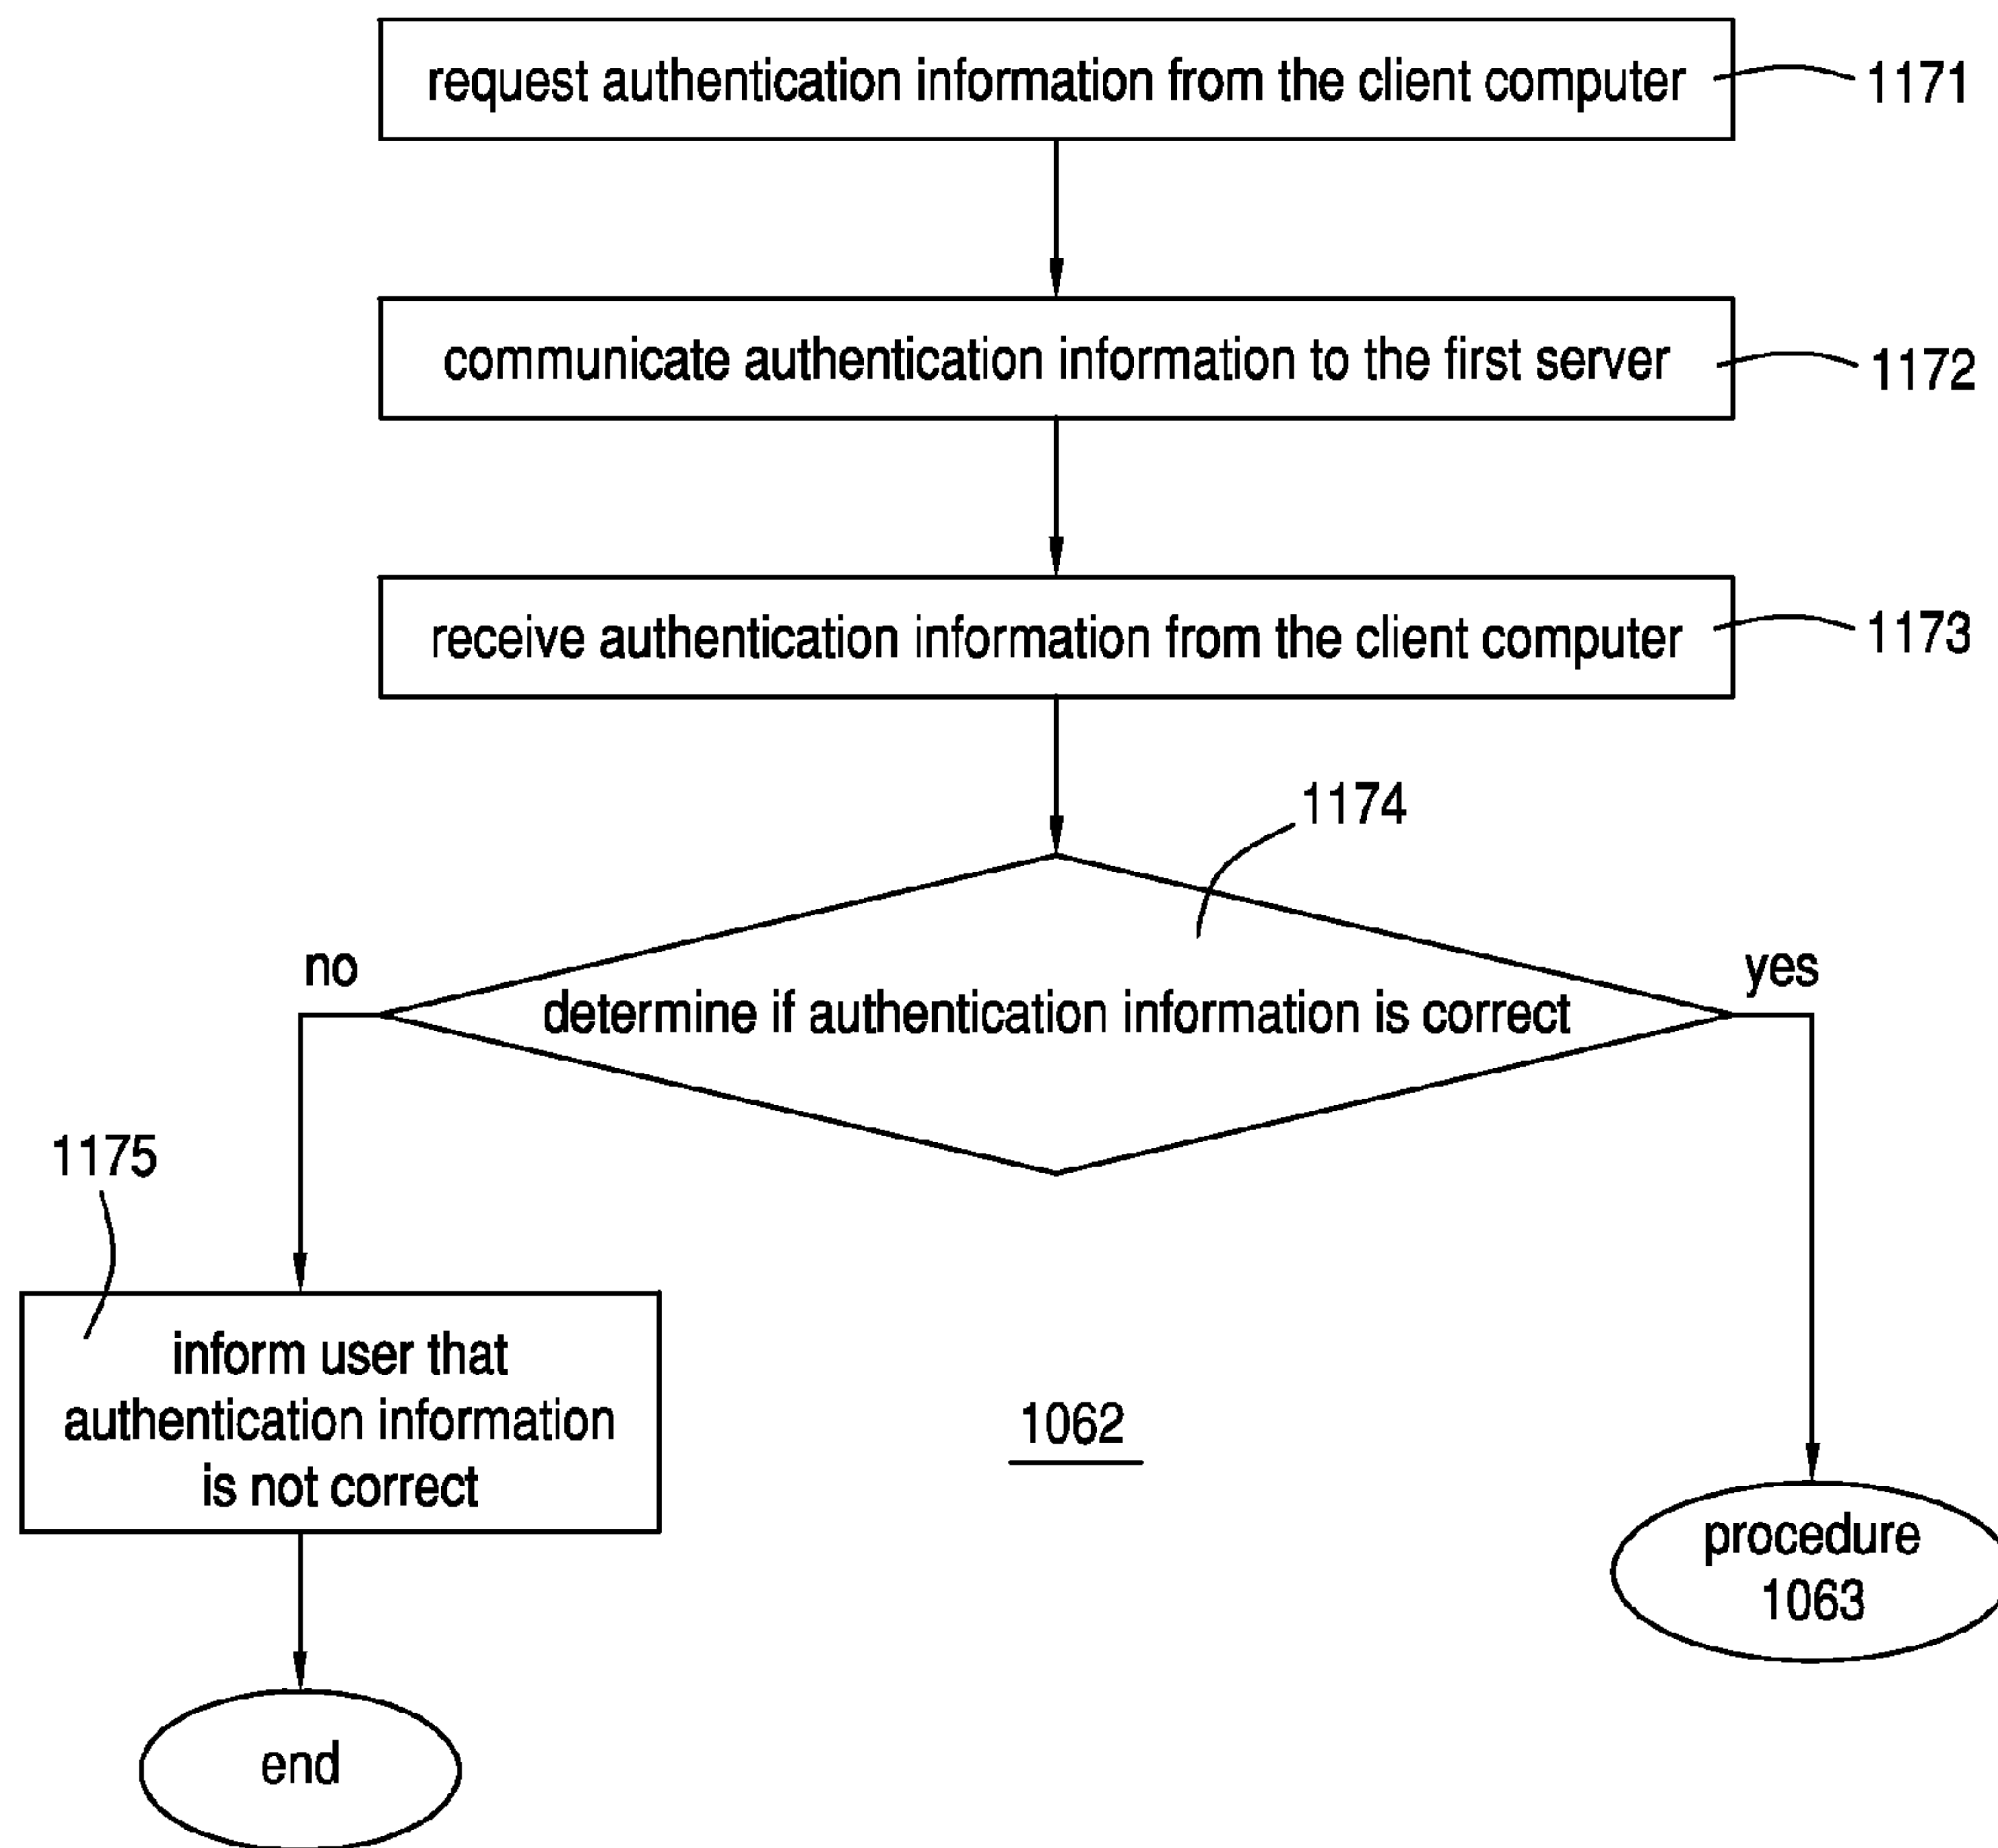 request authentication information from the client computer
1171
communicate authentication information to the first server
1172
receive authentication information from the client computer
1173
1174
no
yes
determine if authentication information is correct
1175
inform user that
authentication information
is not correct
1062
procedure
1063
end